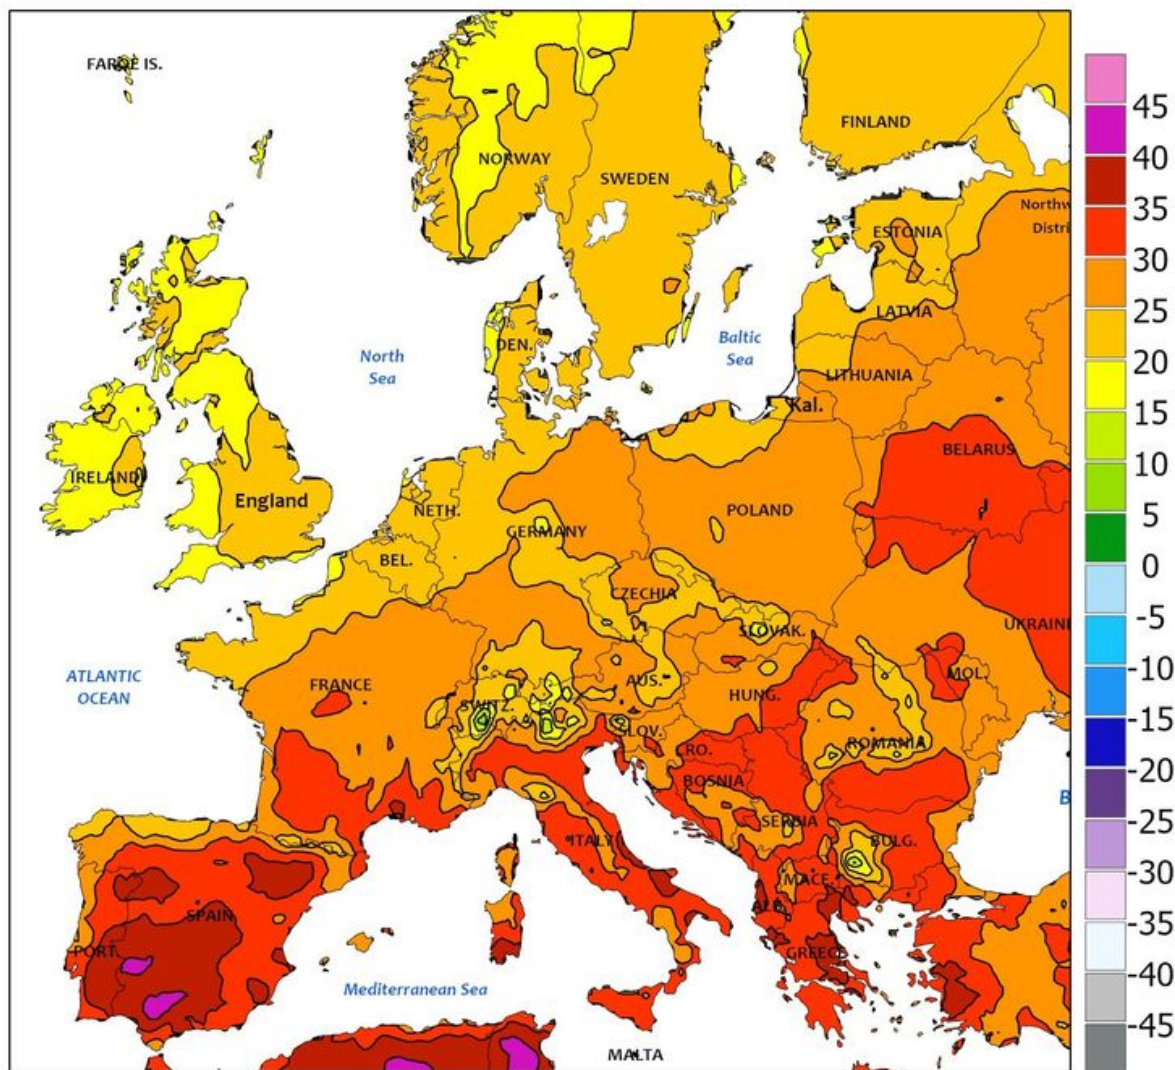 FAROE IS.
FINLAND
NORWAY
SWEDEN
Northw
Distri
ESTONIA
LATVIA
North
Sea
DEN.
Baltic
Sea
LITHUANIA
Kal.
BELARUS
IRELAND
England
NETH.
GERMANY
POLAND
BEL.
CZECHIA
UKRAINE
SLOVAK.
ATLANTIC
OCEAN
FRANCE
AUS.
HUNG.
MOL.
SWITZ.
SLOV.
ROMANIA
CRO.
BOSNIA
B
SERBIA
ITALY
BULG.
MACE.
ALB.
SPAIN
PORT.
GREECE
Mediterranean Sea
MALTA
45
40
35
30
25
20
15
10
5
0
-5
-10
-15
-20
-25
-30
-35
-40
-45